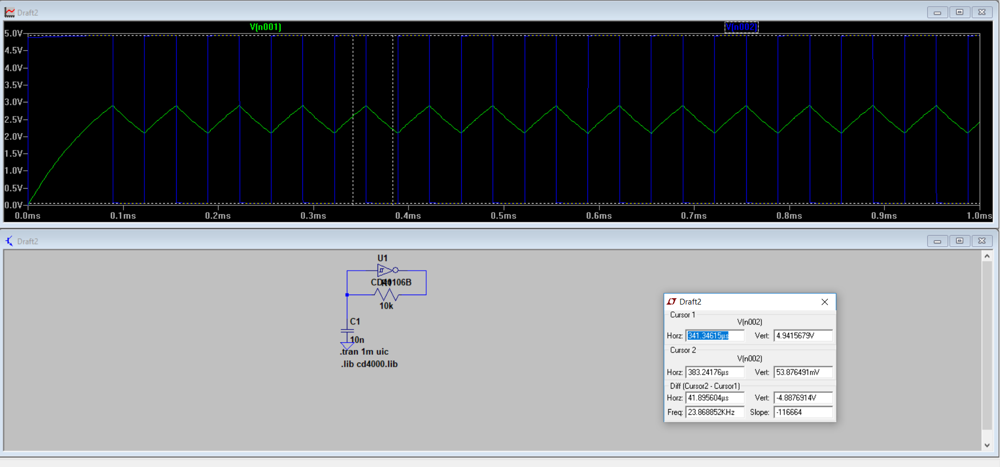 Draft2
V(n001)
V(n002)
5.0V
4.5V
4.0V
3.5V
3.0V
2.5V
2.0V
1.5V
1.0V
0.5V
0.0V
0.0ms 0.1ms 0.2ms 0.3ms 0.4ms 0.5ms 0.6ms 0.7ms 0.8ms 0.9ms 1.0ms
Draft2
U1
CD40106B
R1
10k
C1
10n
.tran 1m uic
.lib cd4000.lib
Draft2
Cursor 1
V(n002)
Horz: 341.34615µs Vert: 4.9415679V
Cursor 2
V(n002)
Horz: 383.24176µs Vert: 53.876491mV
Diff (Cursor2 - Cursor1)
Horz: 41.895604µs Vert: -4.8876914V
Freq: 23.868852KHz Slope: -116664